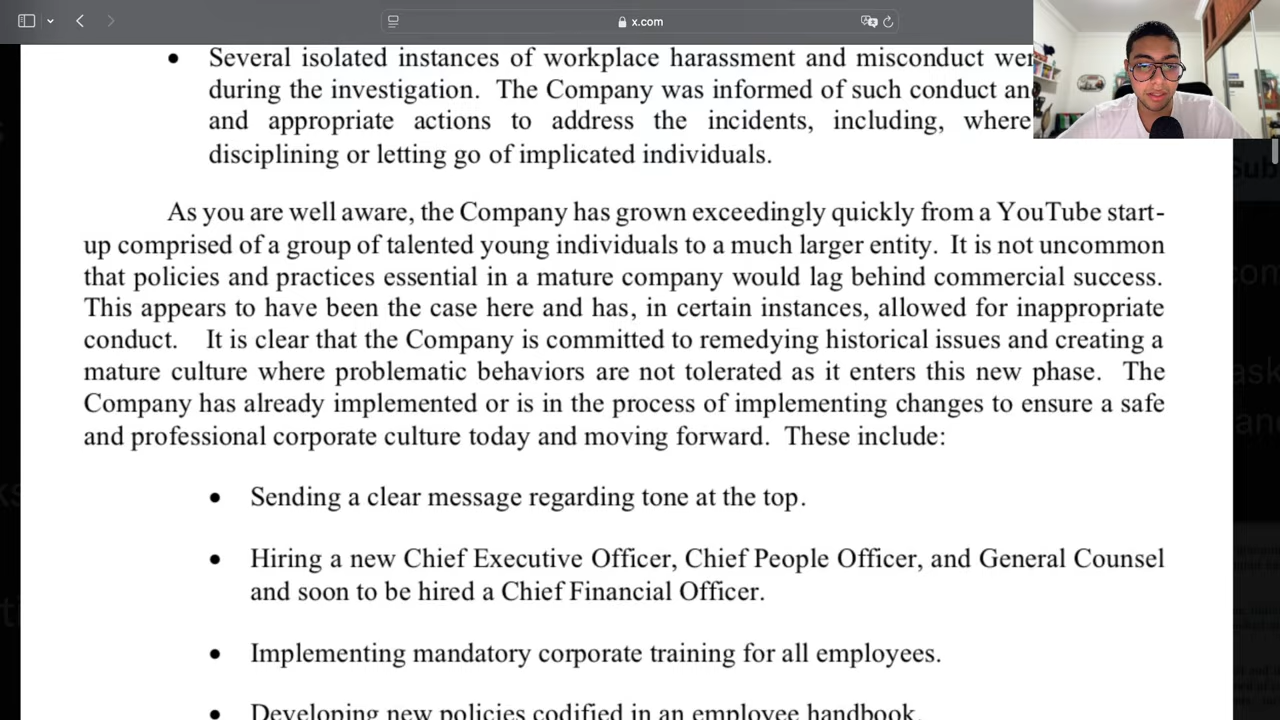 x.com
Several isolated instances of workplace harassment and misconduct
during the investigation. The Company was informed of such conduct
and appropriate actions to address the incidents, including, where
disciplining or letting go of implicated individuals.
As you are well aware, the Company has grown exceedingly quickly from a YouTube start-
up comprised of a group of talented young individuals to a much larger entity. It is not uncommon
that policies and practices essential in a mature company would lag behind commercial success.
This appears to have been the case here and has, in certain instances, allowed for inappropriate
conduct. It is clear that the Company is committed to remedying historical issues and creating a
mature culture where problematic behaviors are not tolerated as it enters this new phase. The
Company has already implemented or is in the process of implementing changes to ensure a safe
and professional corporate culture today and moving forward. These include:
• Sending a clear message regarding tone at the top.
• Hiring a new Chief Executive Officer, Chief People Officer, and General Counsel
and soon to be hired a Chief Financial Officer.
• Implementing mandatory corporate training for all employees.
• Developing new policies codified in an employee handbook.